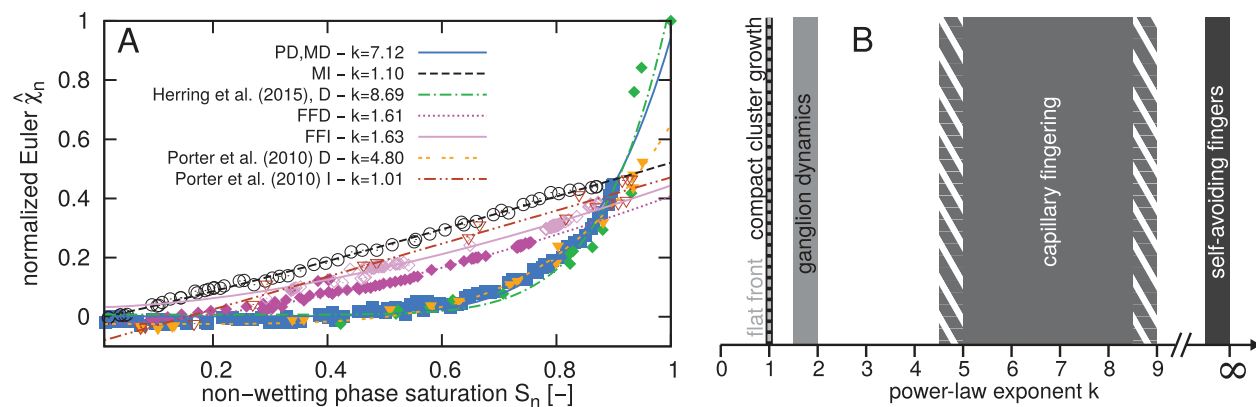 A
normalized Euler χ̂n
1
0.8
0.6
0.4
0.2
0
PD,MD − k=7.12
MI − k=1.10
Herring et al. (2015), D − k=8.69
FFD − k=1.61
FFI − k=1.63
Porter et al. (2010) D − k=4.80
Porter et al. (2010) I − k=1.01
0.2 0.4 0.6 0.8 1
non−wetting phase saturation Sn [−]
B
flat front
compact cluster growth
ganglion dynamics
capillary fingering
self-avoiding fingers
0 1 2 3 4 5 6 7 8 9 ∞
power-law exponent k